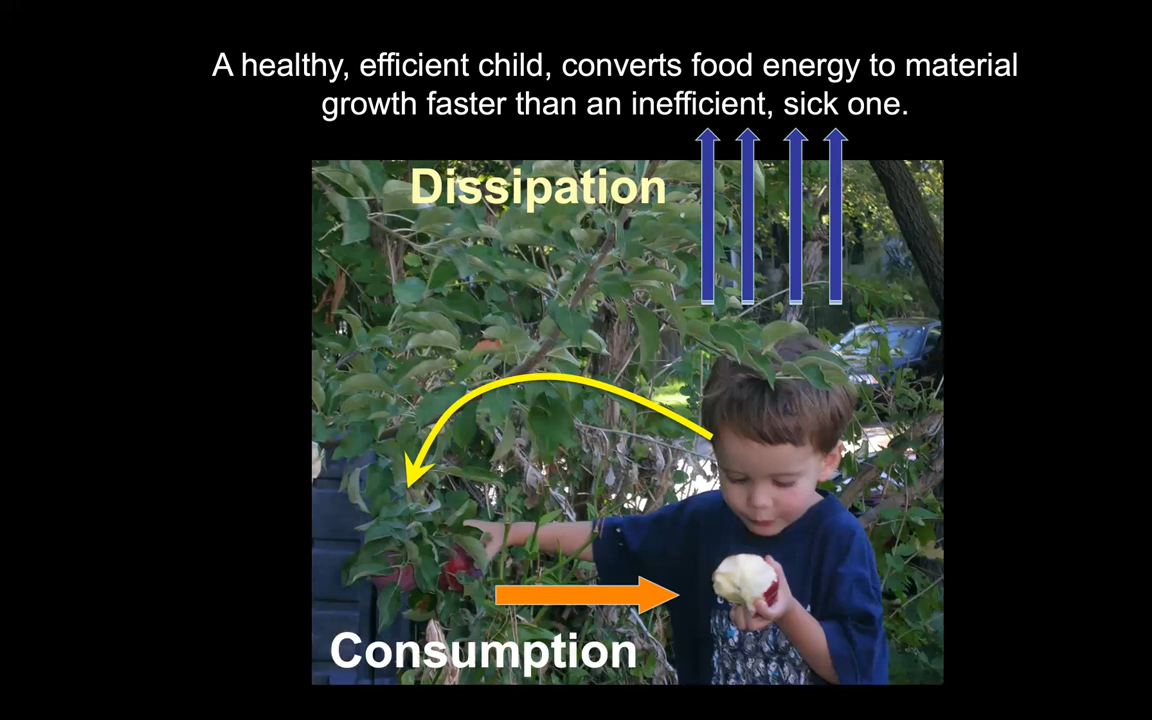 A healthy, efficient child, converts food energy to material
growth faster than an inefficient, sick one.
Dissipation
Consumption